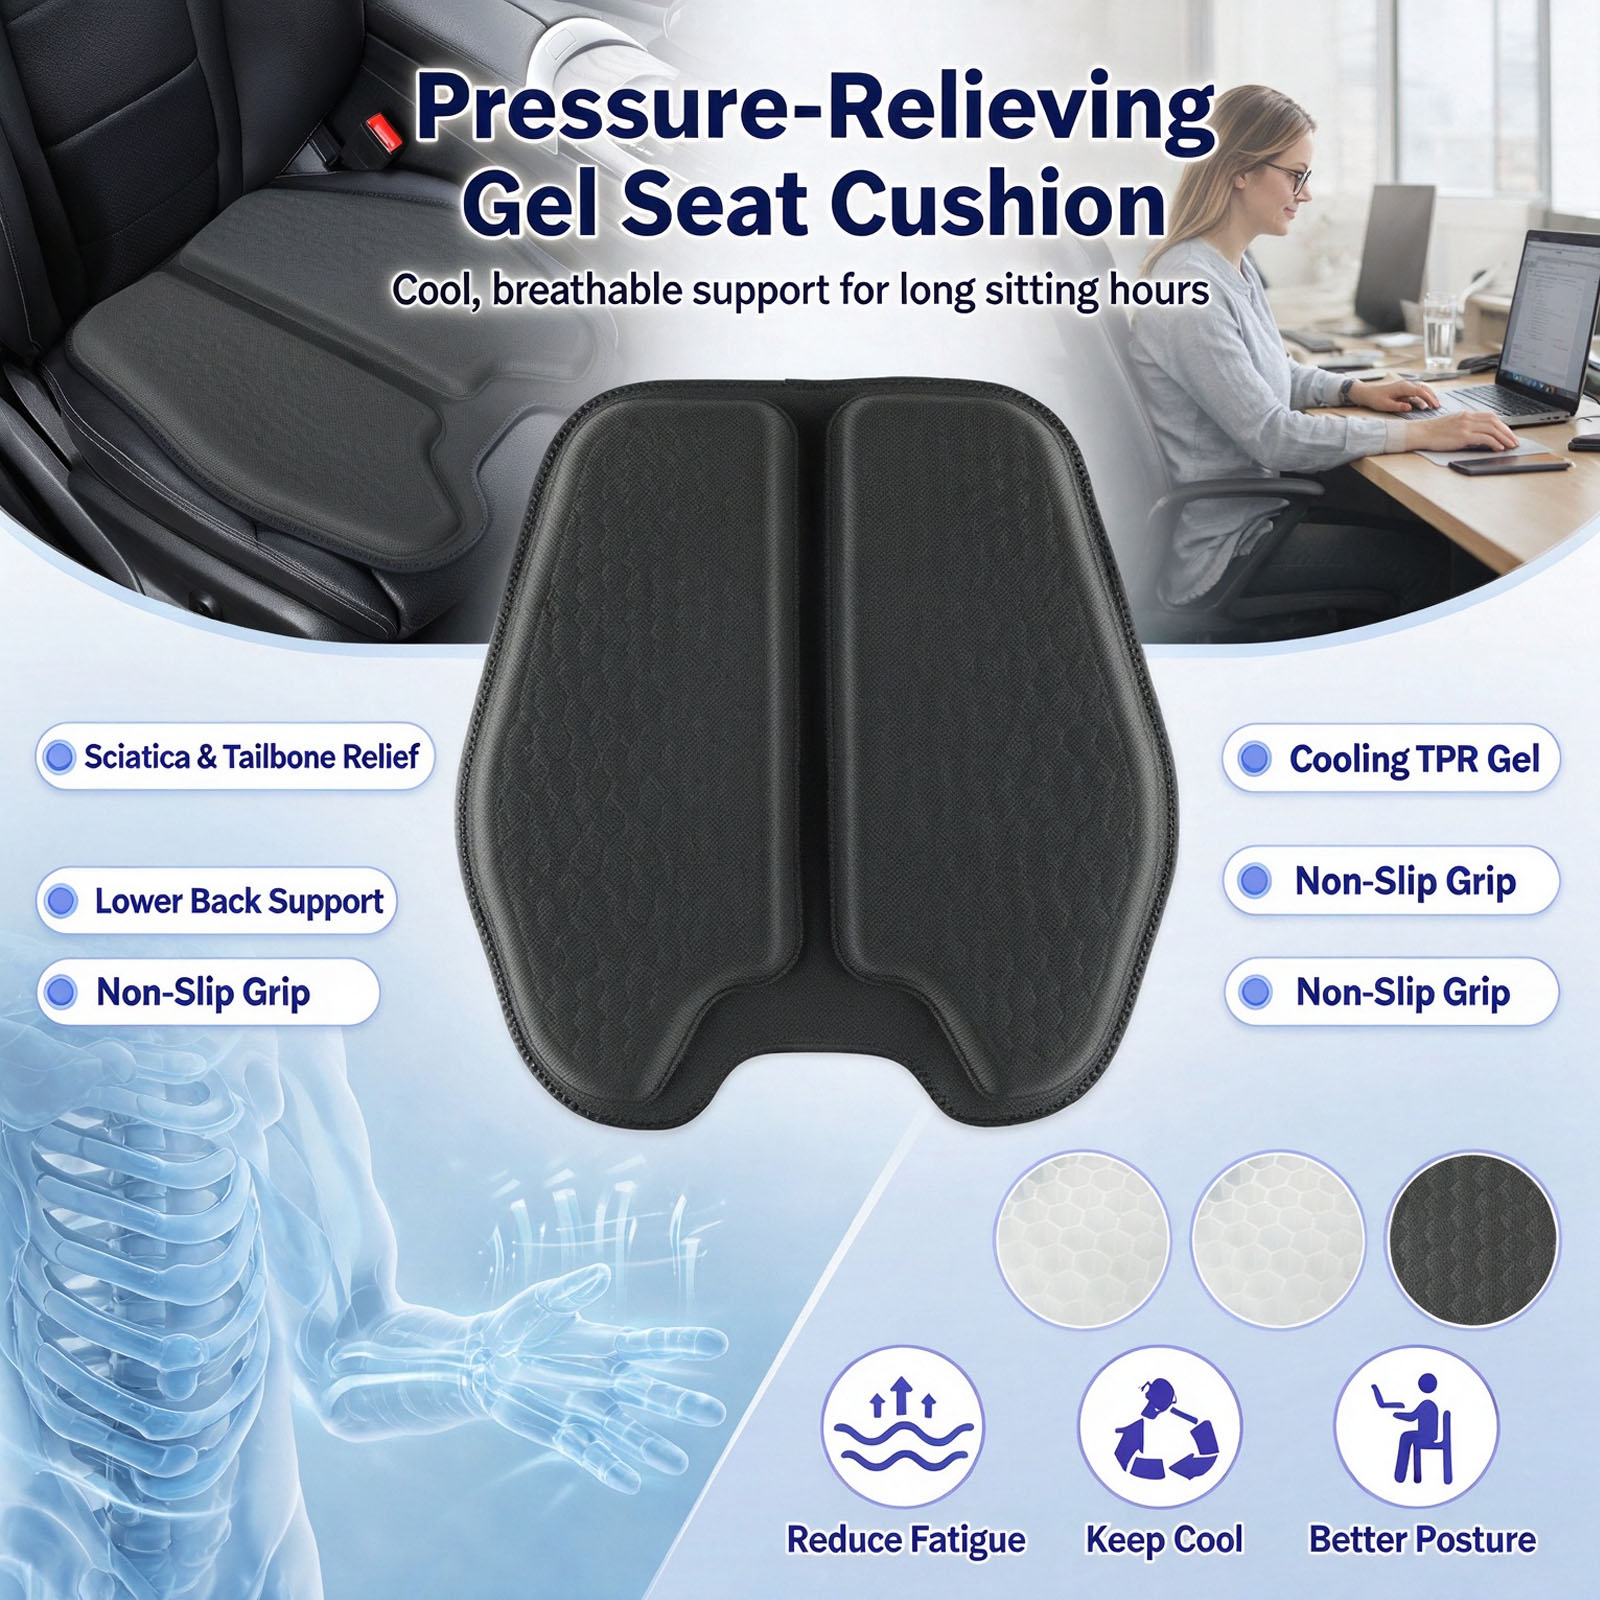 Pressure-Relieving
Gel Seat Cushion
Cool, breathable support for long sitting hours
Sciatica & Tailbone Relief
Lower Back Support
Non-Slip Grip
Cooling TPR Gel
Non-Slip Grip
Non-Slip Grip
Reduce Fatigue
Keep Cool
Better Posture